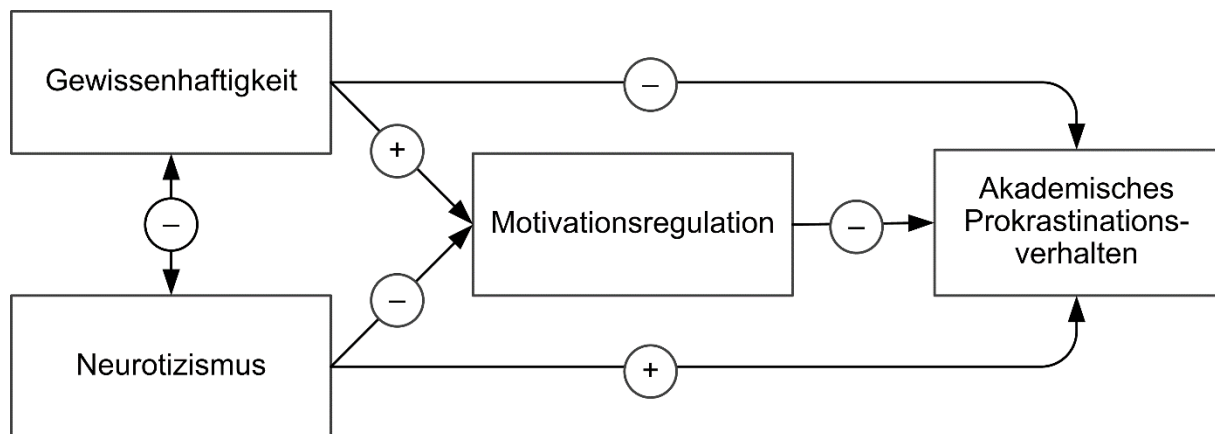 Gewissenhaftigkeit
–
+
Motivationsregulation
–
Akademisches
Prokrastinations-
verhalten
–
–
Neurotizismus
+